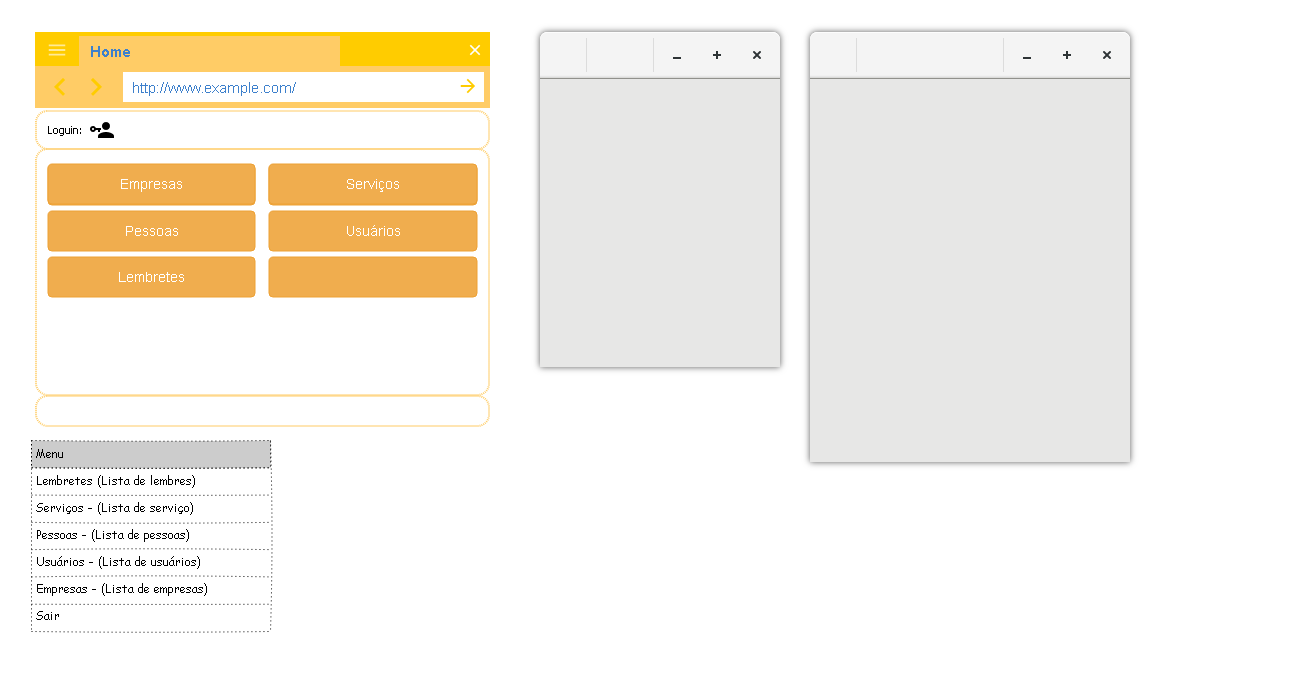 Home
http://www.example.com/
Loguin:
Empresas
Serviços
Pessoas
Usuários
Lembretes
Menu
Lembretes (Lista de lembres)
Serviços - (Lista de serviço)
Pessoas - (Lista de pessoas)
Usuários - (Lista de usuários)
Empresas - (Lista de empresas)
Sair